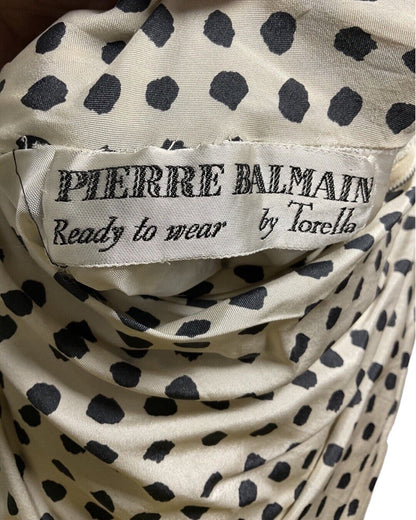 PIERRE BALMAIN
Ready to wear by Torella